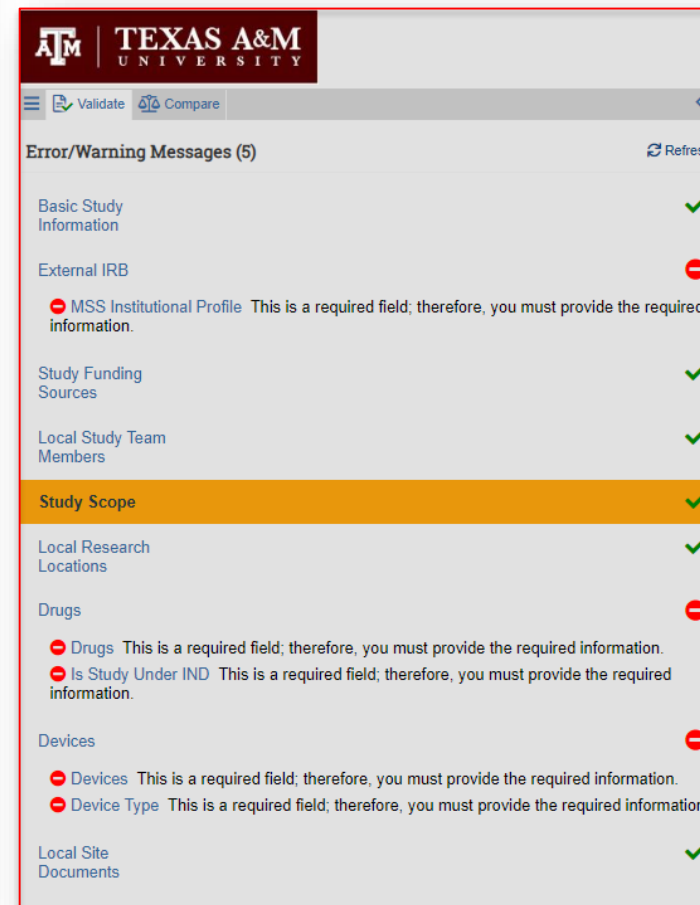 ĀM | TEXAS A&M
UNIVERSITY
Validate Compare
Error/Warning Messages (5) Refres
Basic Study
Information
External IRB
MSS Institutional Profile This is a required field; therefore, you must provide the required
information.
Study Funding
Sources
Local Study Team
Members
Study Scope
Local Research
Locations
Drugs
Drugs This is a required field; therefore, you must provide the required information.
Is Study Under IND This is a required field; therefore, you must provide the required
information.
Devices
Devices This is a required field; therefore, you must provide the required information.
Device Type This is a required field; therefore, you must provide the required information
Local Site
Documents